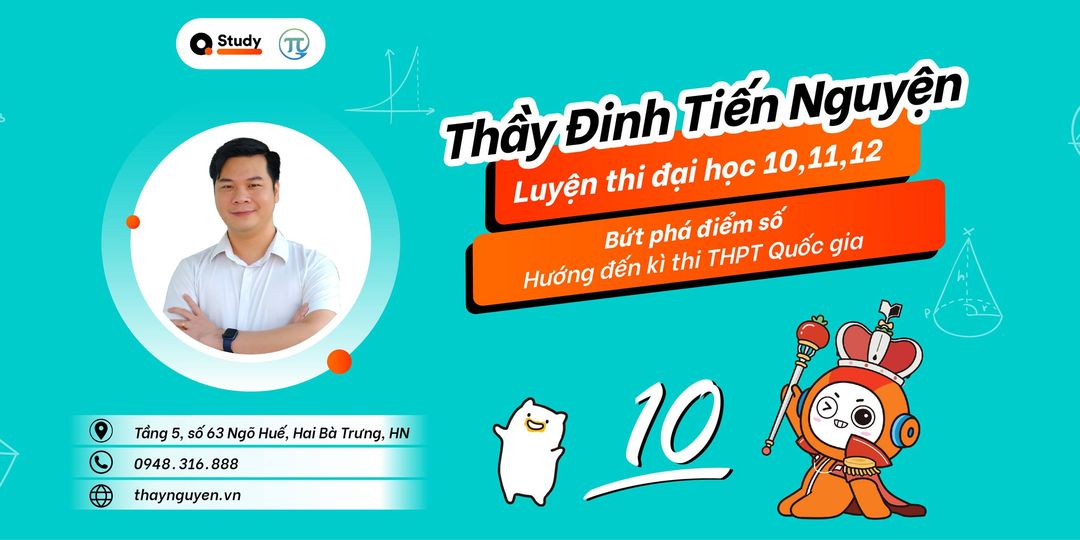 Study
Thầy Đinh Tiến Nguyện
Luyện thi đại học 10,11,12
Bứt phá điểm số
Hướng đến kì thi THPT Quốc gia
Tầng 5, số 63 Ngõ Huế, Hai Bà Trưng, HN
0948.316.888
thaynguyen.vn
10
P
h
r